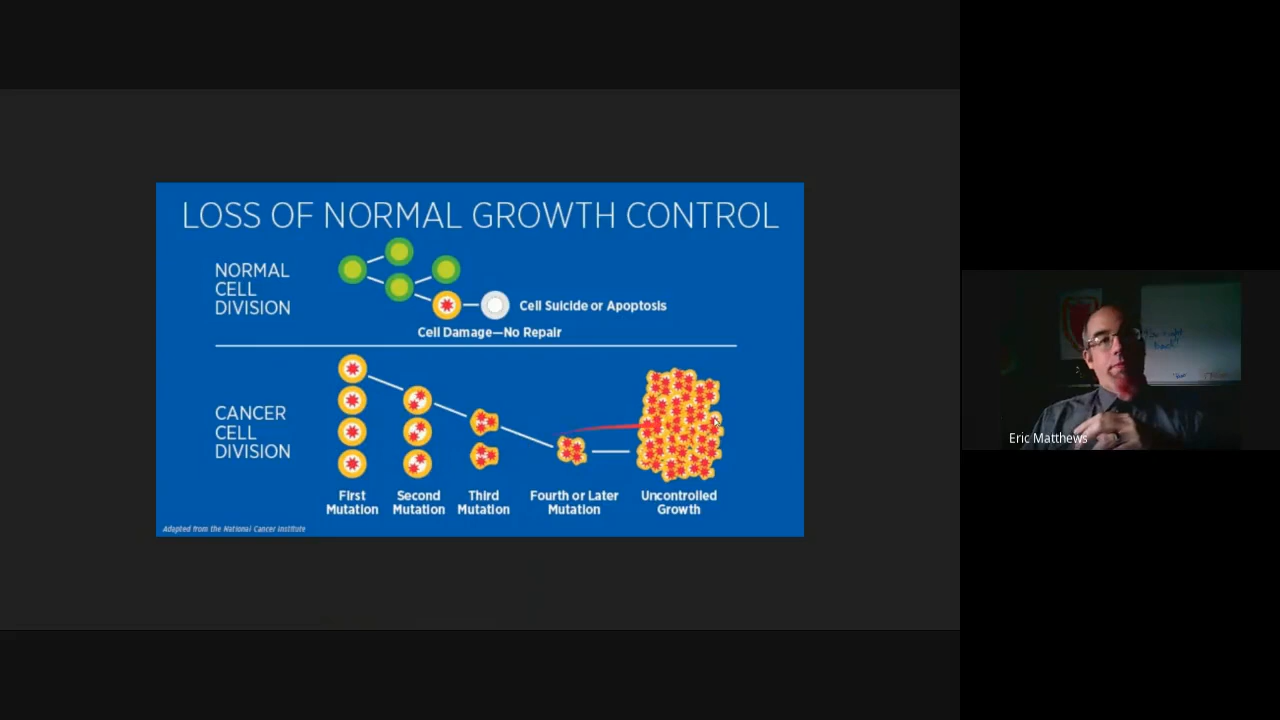 LOSS OF NORMAL GROWTH CONTROL
NORMAL
CELL
DIVISION
Cell Suicide or Apoptosis
Cell Damage—No Repair
CANCER
CELL
DIVISION
First
Mutation
Second
Mutation
Third
Mutation
Fourth or Later
Mutation
Uncontrolled
Growth
Adapted from the National Cancer Institute
Eric Matthews